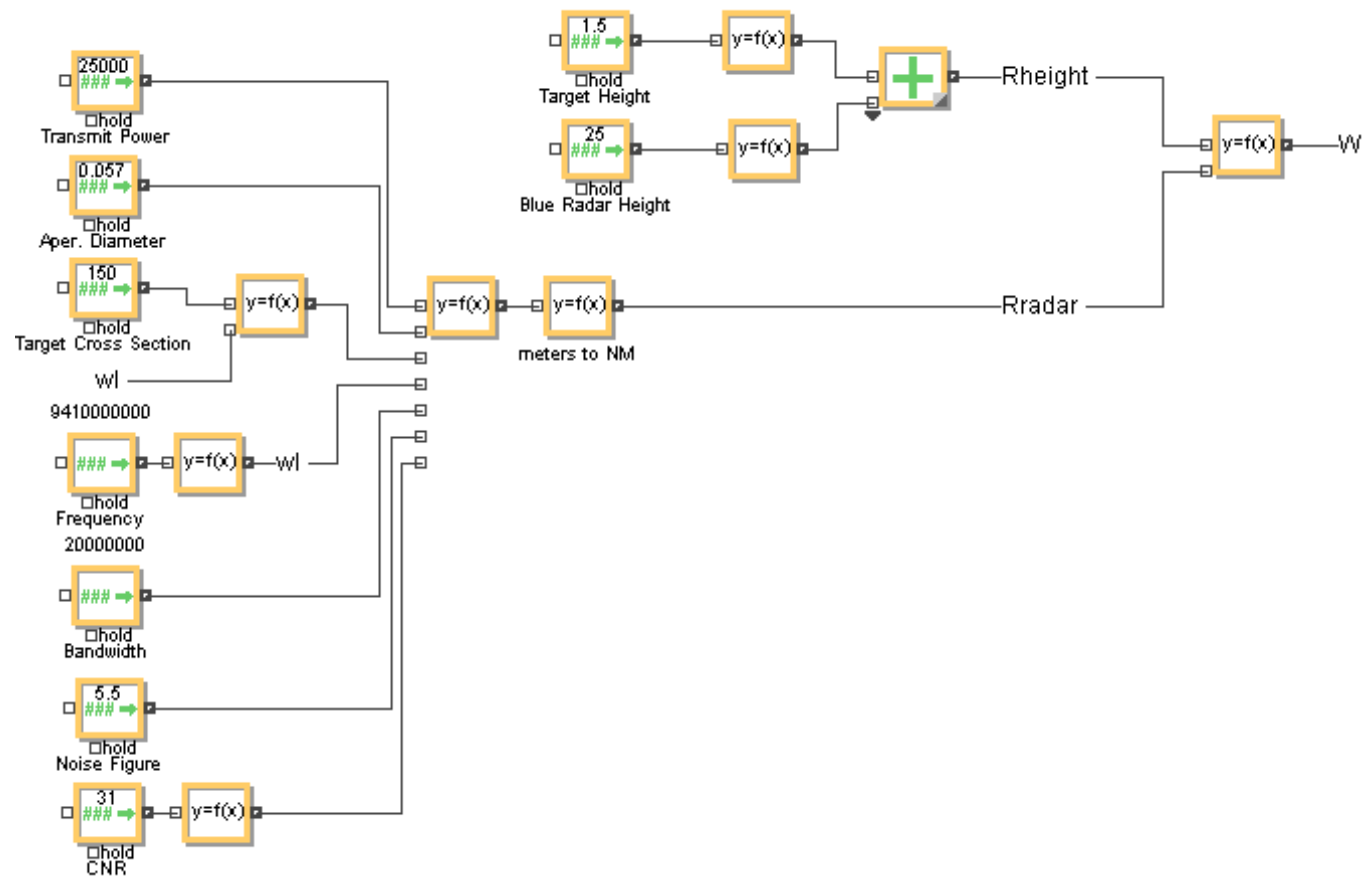 1.5
###
y=f(x)
hold
Target Height
Rheight
25000
###
hold
Transmit Power
25
###
y=f(x)
hold
Blue Radar Height
y=f(x)
W
0.057
###
hold
Aper. Diameter
150
###
hold
Target Cross Section
y=f(x)
y=f(x)
y=f(x)
meters to NM
Rradar
wl
9410000000
###
y=f(x)
wl
hold
Frequency
20000000
###
hold
Bandwidth
5.5
###
hold
Noise Figure
31
###
y=f(x)
hold
CNR